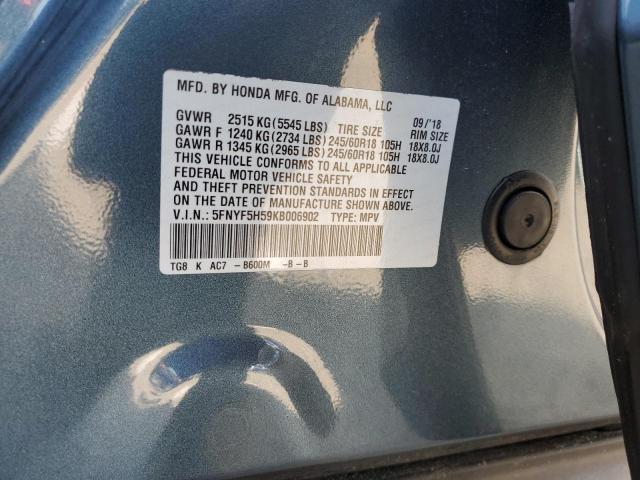 MFD. BY HONDA MFG. OF ALABAMA, LLC
GVWR 2515 KG (5545 LBS) TIRE SIZE 09/'18 RIM SIZE
GAWR F 1240 KG (2734 LBS) 245/60R18 105H 18X8.0J
GAWR R 1345 KG (2965 LBS) 245/60R18 105H 18X8.0J
THIS VEHICLE CONFORMS TO ALL APPLICABLE
FEDERAL MOTOR VEHICLE SAFETY
AND THEFT PREVENTION STANDARDS IN EFFECT
ON THE DATE OF MANUFACTURE SHOWN ABOVE.
V.I.N.: 5FNYF5H59KB006902 TYPE: MPV
TG8 K AC7 -B600M -B-B